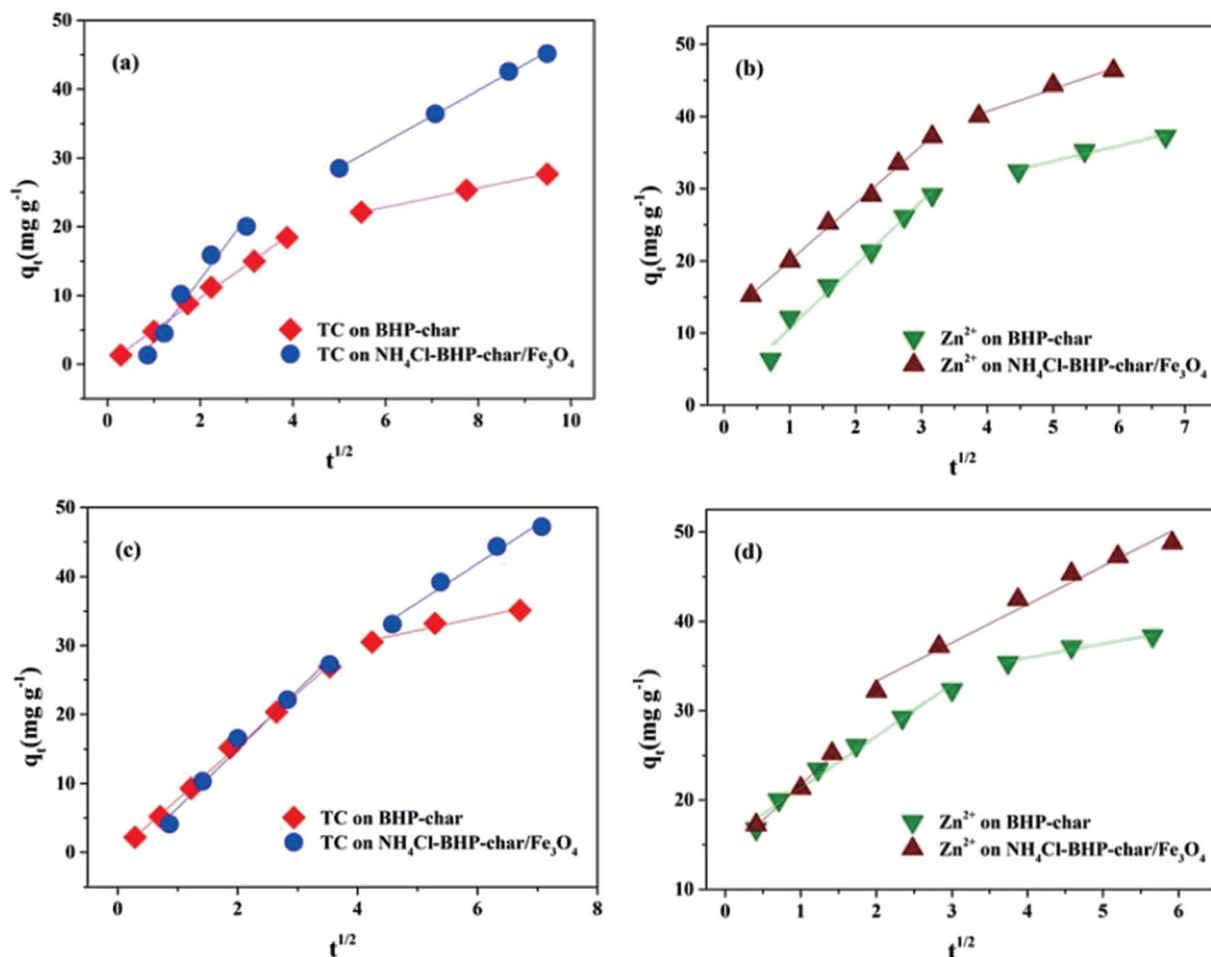 (a)
50
40
30
20
10
0
qₜ(mg g⁻¹)
TC on BHP-char
TC on NH₄Cl-BHP-char/Fe₃O₄
0 2 4 6 8 10
t¹/²
(b)
50
40
30
20
10
0
qₜ(mg g⁻¹)
Zn²⁺ on BHP-char
Zn²⁺ on NH₄Cl-BHP-char/Fe₃O₄
0 1 2 3 4 5 6 7
t¹/²
(c)
50
40
30
20
10
0
qₜ(mg g⁻¹)
TC on BHP-char
TC on NH₄Cl-BHP-char/Fe₃O₄
0 2 4 6 8
t¹/²
(d)
50
40
30
20
10
qₜ(mg g⁻¹)
Zn²⁺ on BHP-char
Zn²⁺ on NH₄Cl-BHP-char/Fe₃O₄
0 1 2 3 4 5 6
t¹/²